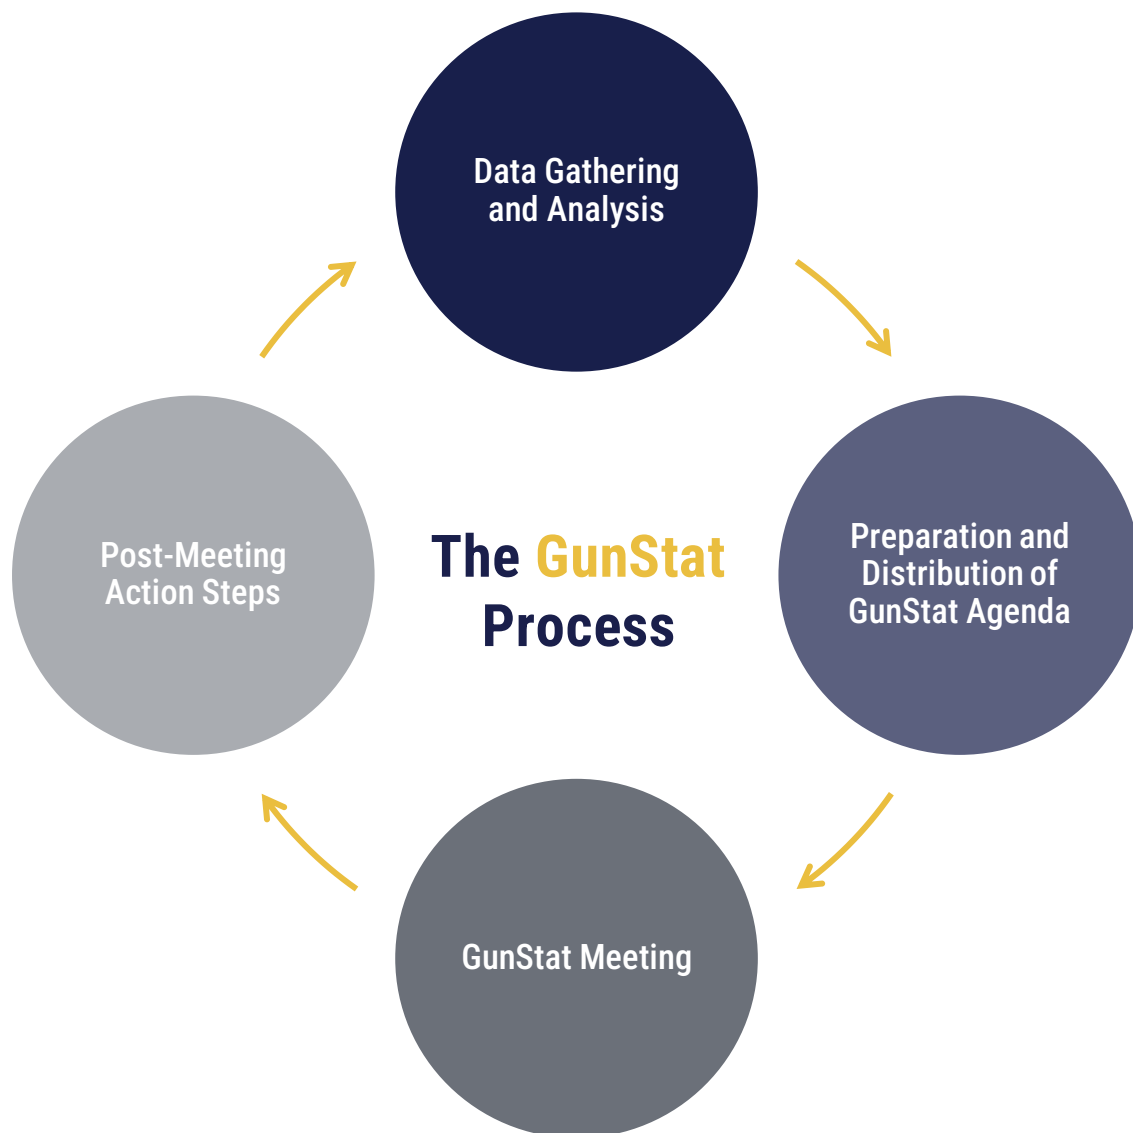 Data Gathering
and Analysis
Preparation and
Distribution of
GunStat Agenda
GunStat Meeting
Post-Meeting
Action Steps
The GunStat
Process